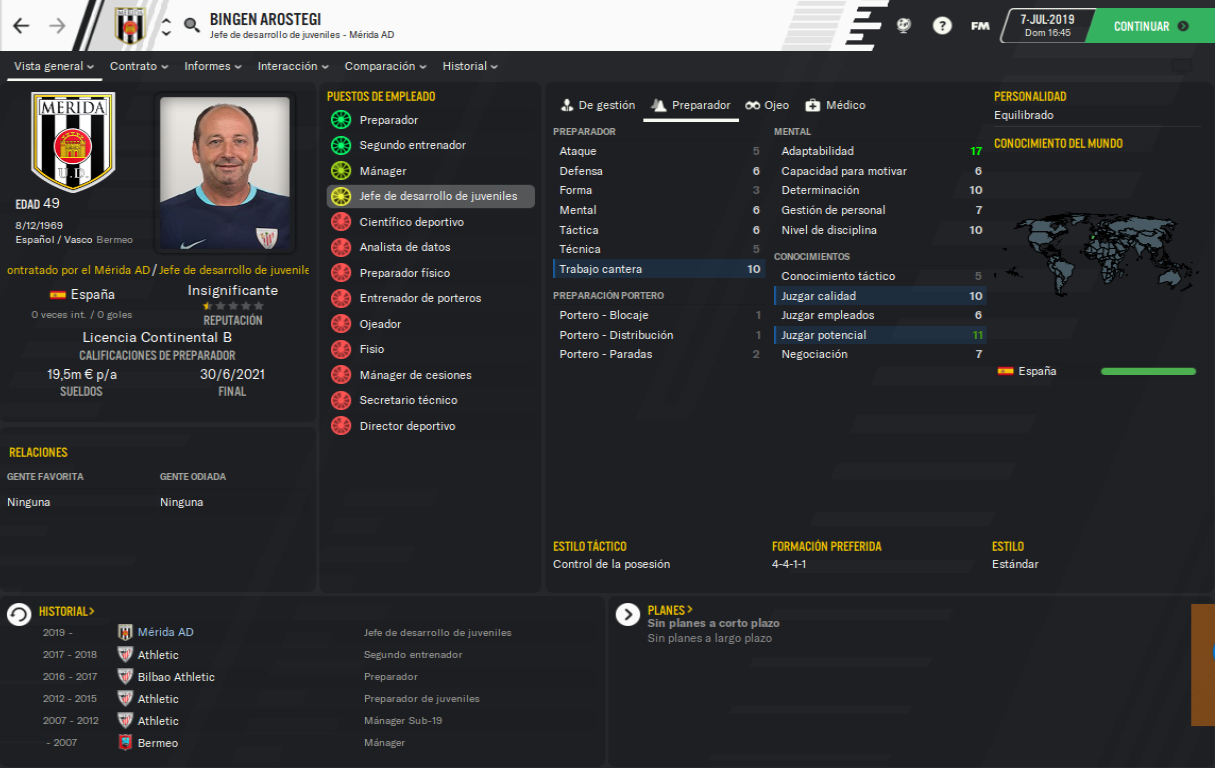 BINGEN AROSTEGI
Jefe de desarrollo de juveniles - Mérida AD
FM
7-JUL-2019
Dom 16:45
CONTINUAR
Vista general
Contrato
Informes
Interacción
Comparación
Historial
MERIDA
U.D.
EDAD 49
8/12/1969
Español / Vasco Bermeo
ontratado por el Mérida AD / Jefe de desarrollo de juvenile
España
0 veces int. / 0 goles
Insignificante
REPUTACIÓN
Licencia Continental B
CALIFICACIONES DE PREPARADOR
19,5m € p/a
SUELDOS
30/6/2021
FINAL
RELACIONES
GENTE FAVORITA
Ninguna
GENTE ODIADA
Ninguna
PUESTOS DE EMPLEADO
Preparador
Segundo entrenador
Mánager
Jefe de desarrollo de juveniles
Científico deportivo
Analista de datos
Preparador físico
Entrenador de porteros
Ojeador
Fisio
Mánager de cesiones
Secretario técnico
Director deportivo
De gestión
Preparador
Ojeo
Médico
PREPARADOR
Ataque 5
Defensa 6
Forma 3
Mental 6
Táctica 6
Técnica 5
Trabajo cantera 10
PREPARACIÓN PORTERO
Portero - Blocaje 1
Portero - Distribución 1
Portero - Paradas 2
MENTAL
Adaptabilidad 17
Capacidad para motivar 6
Determinación 10
Gestión de personal 7
Nivel de disciplina 10
CONOCIMIENTOS
Conocimiento táctico 5
Juzgar calidad 10
Juzgar empleados 6
Juzgar potencial 11
Negociación 7
PERSONALIDAD
Equilibrado
CONOCIMIENTO DEL MUNDO
España
ESTILO TÁCTICO
Control de la posesión
FORMACIÓN PREFERIDA
4-4-1-1
ESTILO
Estándar
HISTORIAL >
2019 - Mérida AD Jefe de desarrollo de juveniles
2017 - 2018 Athletic Segundo entrenador
2016 - 2017 Bilbao Athletic Preparador
2012 - 2015 Athletic Preparador de juveniles
2007 - 2012 Athletic Mánager Sub-19
- 2007 Bermeo Mánager
PLANES >
Sin planes a corto plazo
Sin planes a largo plazo